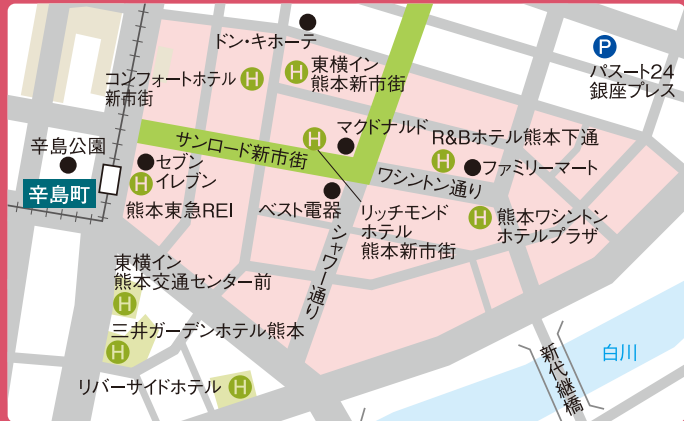 ドン・キホーテ
コンフォートホテル
新市街
H
H
東横イン
熊本新市街
P
パスート24
銀座プレス
辛島公園
辛島町
サンロード新市街
H
マクドナルド
R&Bホテル熊本下通
H
ファミリーマート
セブン
イレブン
H
熊本東急REI
ベスト電器
リッチモンド
ホテル
熊本新市街
ワシントン通り
H
熊本ワシントン
ホテルプラザ
シャワー通り
東横イン
熊本交通センター前
H
三井ガーデンホテル熊本
H
リバーサイドホテル
H
新代継橋
白川